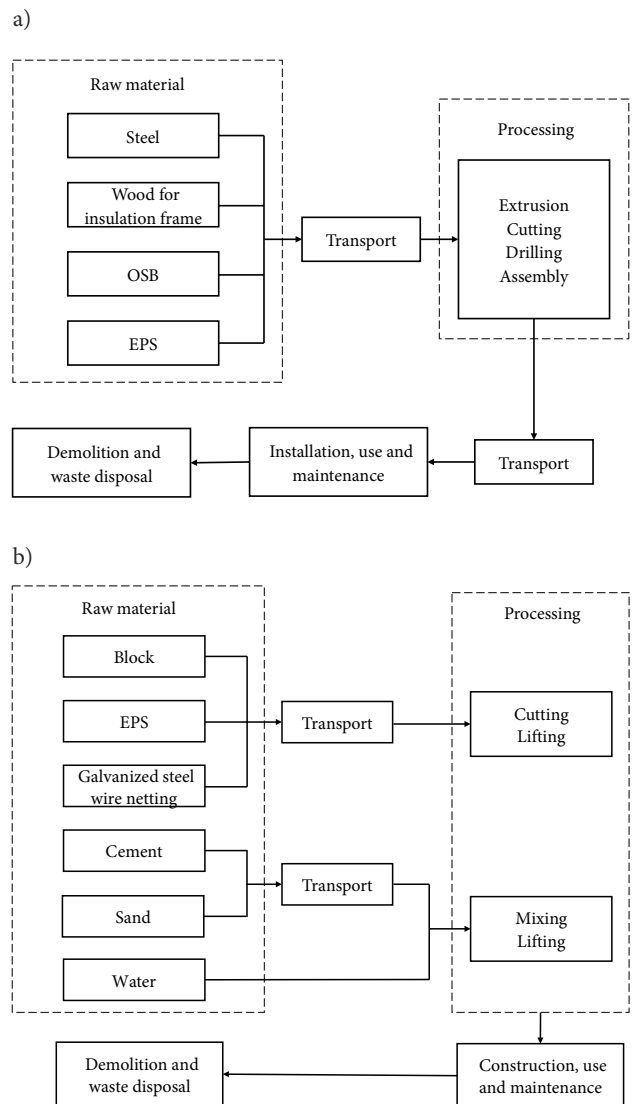 a)
Raw material
Steel
Wood for
insulation frame
OSB
EPS
Transport
Processing
Extrusion
Cutting
Drilling
Assembly
Demolition and
waste disposal
Installation, use and
maintenance
Transport
b)
Raw material
Block
EPS
Galvanized steel
wire netting
Cement
Sand
Water
Transport
Transport
Processing
Cutting
Lifting
Mixing
Lifting
Demolition and
waste disposal
Construction, use
and maintenance